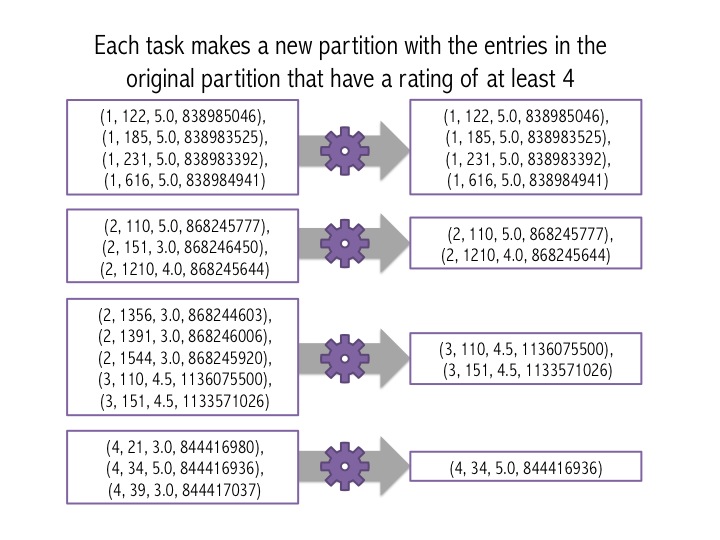 Each task makes a new partition with the entries in the
original partition that have a rating of at least 4
(1, 122, 5.0, 838985046),
(1, 185, 5.0, 838983525),
(1, 231, 5.0, 838983392),
(1, 616, 5.0, 838984941)
(1, 122, 5.0, 838985046),
(1, 185, 5.0, 838983525),
(1, 231, 5.0, 838983392),
(1, 616, 5.0, 838984941)
(2, 110, 5.0, 868245777),
(2, 151, 3.0, 868246450),
(2, 1210, 4.0, 868245644)
(2, 110, 5.0, 868245777),
(2, 1210, 4.0, 868245644)
(2, 1356, 3.0, 868244603),
(2, 1391, 3.0, 868246006),
(2, 1544, 3.0, 868245920),
(3, 110, 4.5, 1136075500),
(3, 151, 4.5, 1133571026)
(3, 110, 4.5, 1136075500),
(3, 151, 4.5, 1133571026)
(4, 21, 3.0, 844416980),
(4, 34, 5.0, 844416936),
(4, 39, 3.0, 844417037)
(4, 34, 5.0, 844416936)